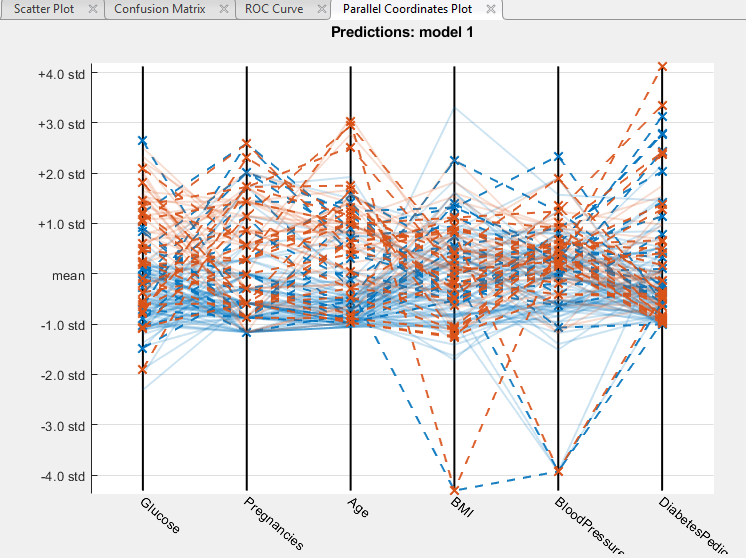 Scatter Plot
Confusion Matrix
ROC Curve
Parallel Coordinates Plot
Predictions: model 1
+4.0 std
+3.0 std
+2.0 std
+1.0 std
mean
-1.0 std
-2.0 std
-3.0 std
-4.0 std
Glucose
Pregnancies
Age
BMI
BloodPressure
DiabetesPedic